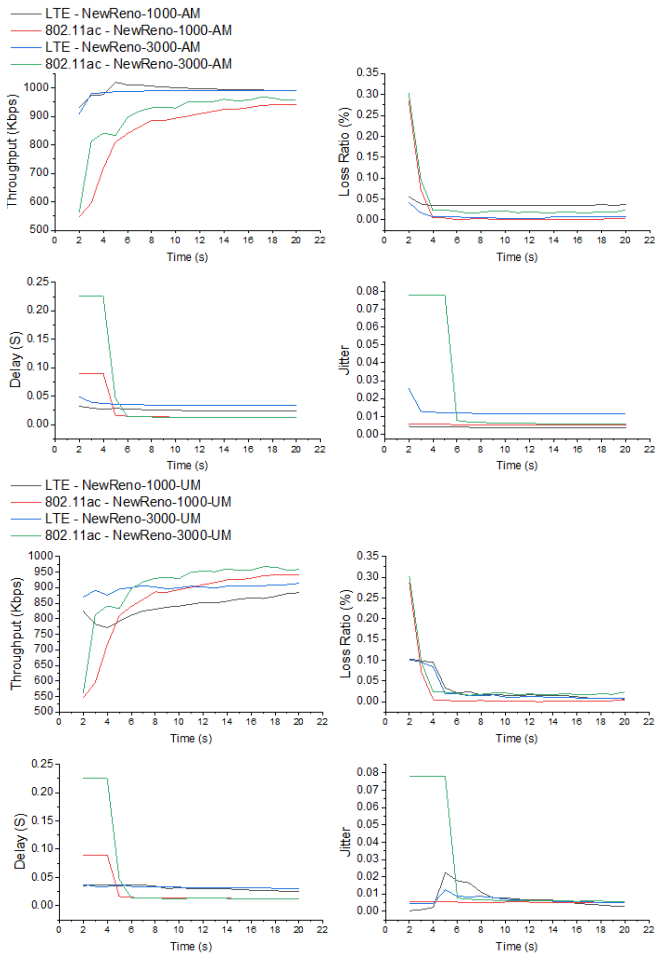 LTE - NewReno-1000-AM
802.11ac - NewReno-1000-AM
LTE - NewReno-3000-AM
802.11ac - NewReno-3000-AM
Throughput (Kbps)
1000
900
800
700
600
500
0 2 4 6 8 10 12 14 16 18 20 22
Time (s)
Loss Ratio (%)
0.35
0.30
0.25
0.20
0.15
0.10
0.05
0.00
0 2 4 6 8 10 12 14 16 18 20 22
Time (s)
Delay (S)
0.25
0.20
0.15
0.10
0.05
0.00
0 2 4 6 8 10 12 14 16 18 20 22
Time (s)
Jitter
0.08
0.07
0.06
0.05
0.04
0.03
0.02
0.01
0.00
0 2 4 6 8 10 12 14 16 18 20 22
Time (s)
LTE - NewReno-1000-UM
802.11ac - NewReno-1000-UM
LTE - NewReno-3000-UM
802.11ac - NewReno-3000-UM
Throughput (Kbps)
1000
950
900
850
800
750
700
650
600
550
500
0 2 4 6 8 10 12 14 16 18 20 22
Time (s)
Loss Ratio (%)
0.35
0.30
0.25
0.20
0.15
0.10
0.05
0.00
0 2 4 6 8 10 12 14 16 18 20 22
Time (s)
Delay (S)
0.25
0.20
0.15
0.10
0.05
0.00
0 2 4 6 8 10 12 14 16 18 20 22
Time (s)
Jitter
0.08
0.07
0.06
0.05
0.04
0.03
0.02
0.01
0.00
0 2 4 6 8 10 12 14 16 18 20 22
Time (s)